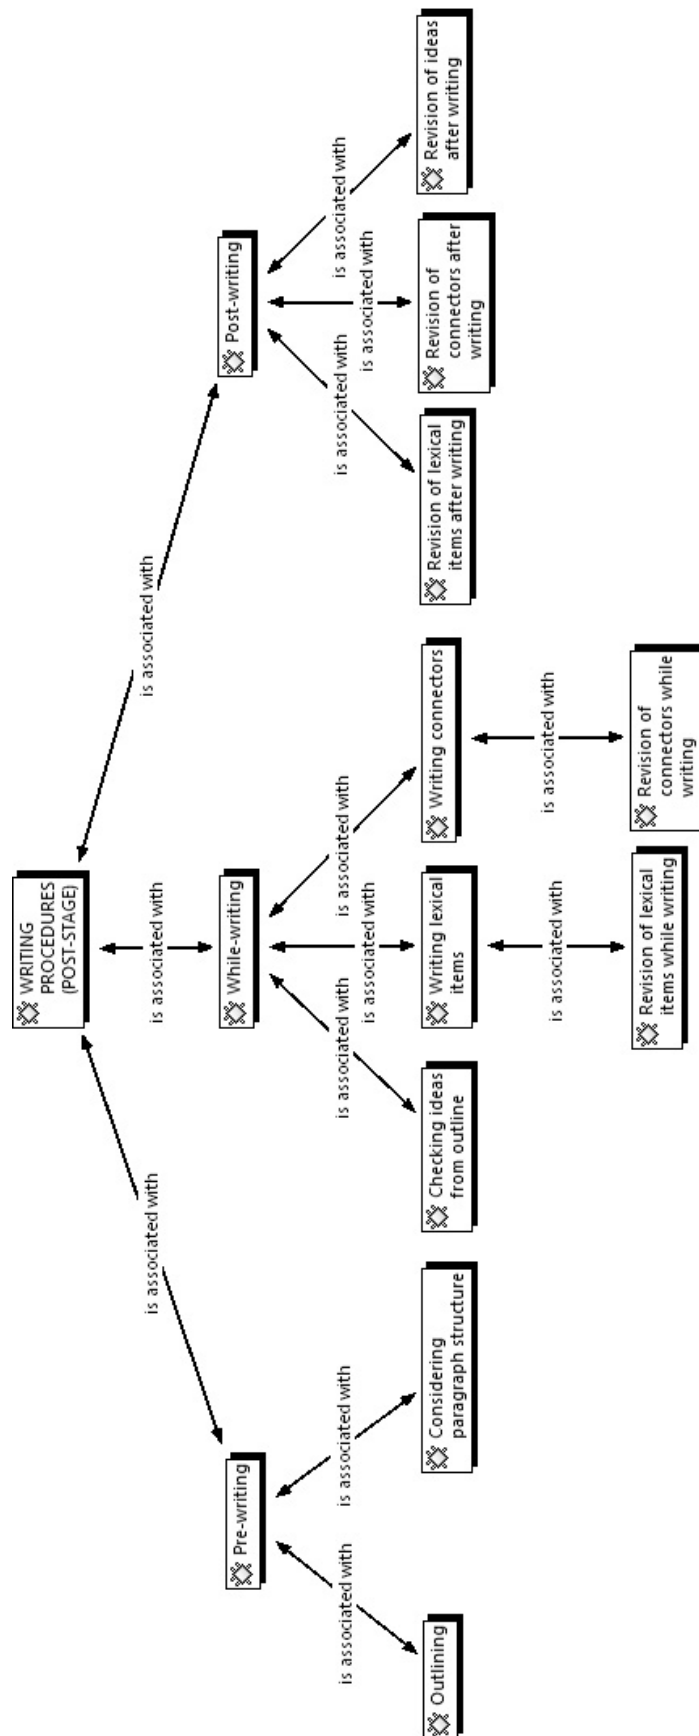 WRITING
PROCEDURES
(POST-STAGE)
is associated with
is associated with
is associated with
Pre-writing
While-writing
Post-writing
is associated with
is associated with
is associated with
is associated with
is associated with
is associated with
is associated with
is associated with
Outlining
Considering
paragraph structure
Checking ideas
from outline
Writing lexical
items
Writing connectors
Revision of lexical
items after writing
Revision of
connectors after
writing
Revision of ideas
after writing
is associated with
is associated with
Revision of lexical
items while writing
Revision of
connectors while
writing